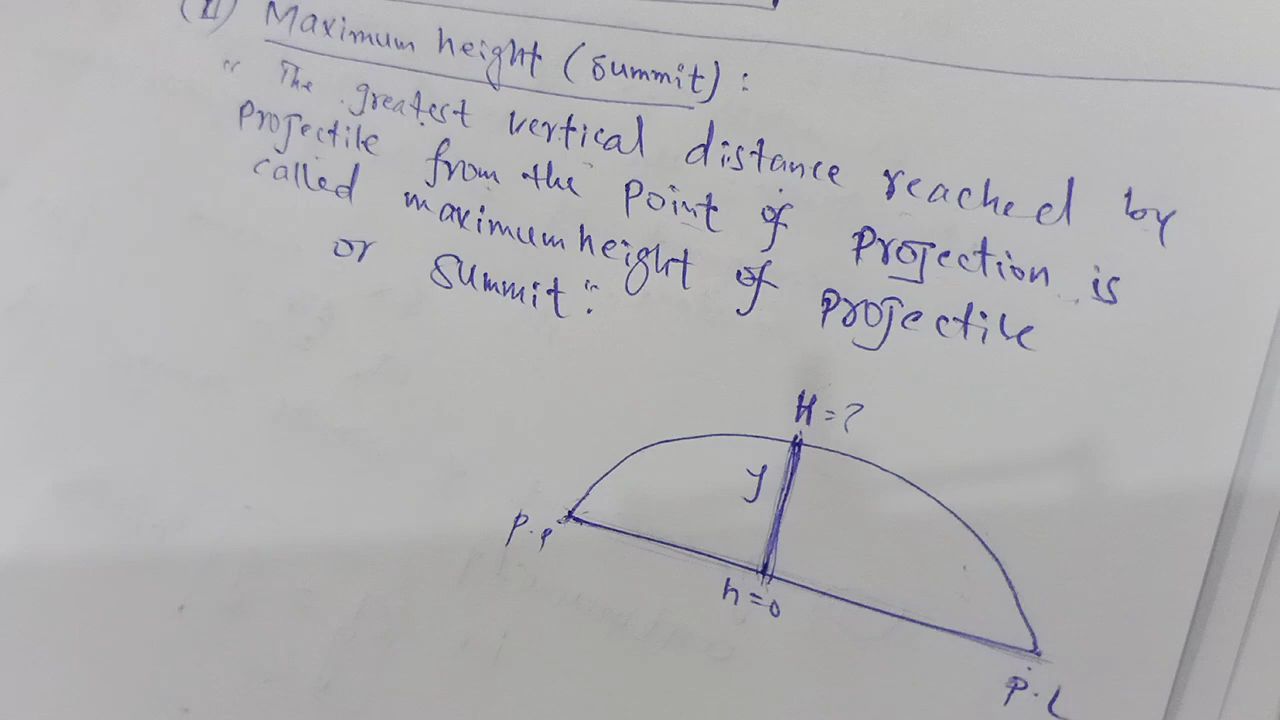 (II) Maximum height (summit) :
" The greatest vertical distance reached by
Projectile from the point of Projection is
called maximum height of projectile
or summit."
H = ?
y
P.P
h = 0
P.L